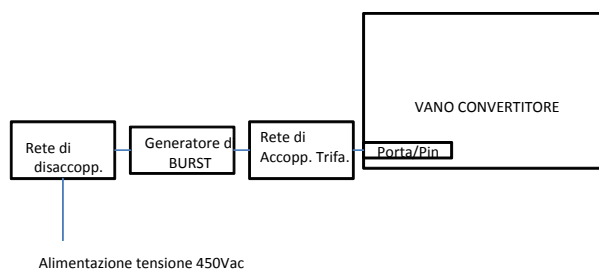 VANO CONVERTITORE
Rete di
disaccopp.
Generatore d
BURST
Rete di
Accopp. Trifa.
Porta/Pin
Alimentazione tensione 450Vac